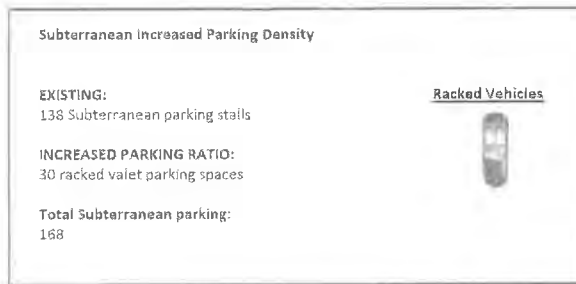 Subterranean Increased Parking Density
EXISTING:
138 Subterranean parking stalls
Racked Vehicles
INCREASED PARKING RATIO:
30 racked valet parking spaces
Total Subterranean parking:
168